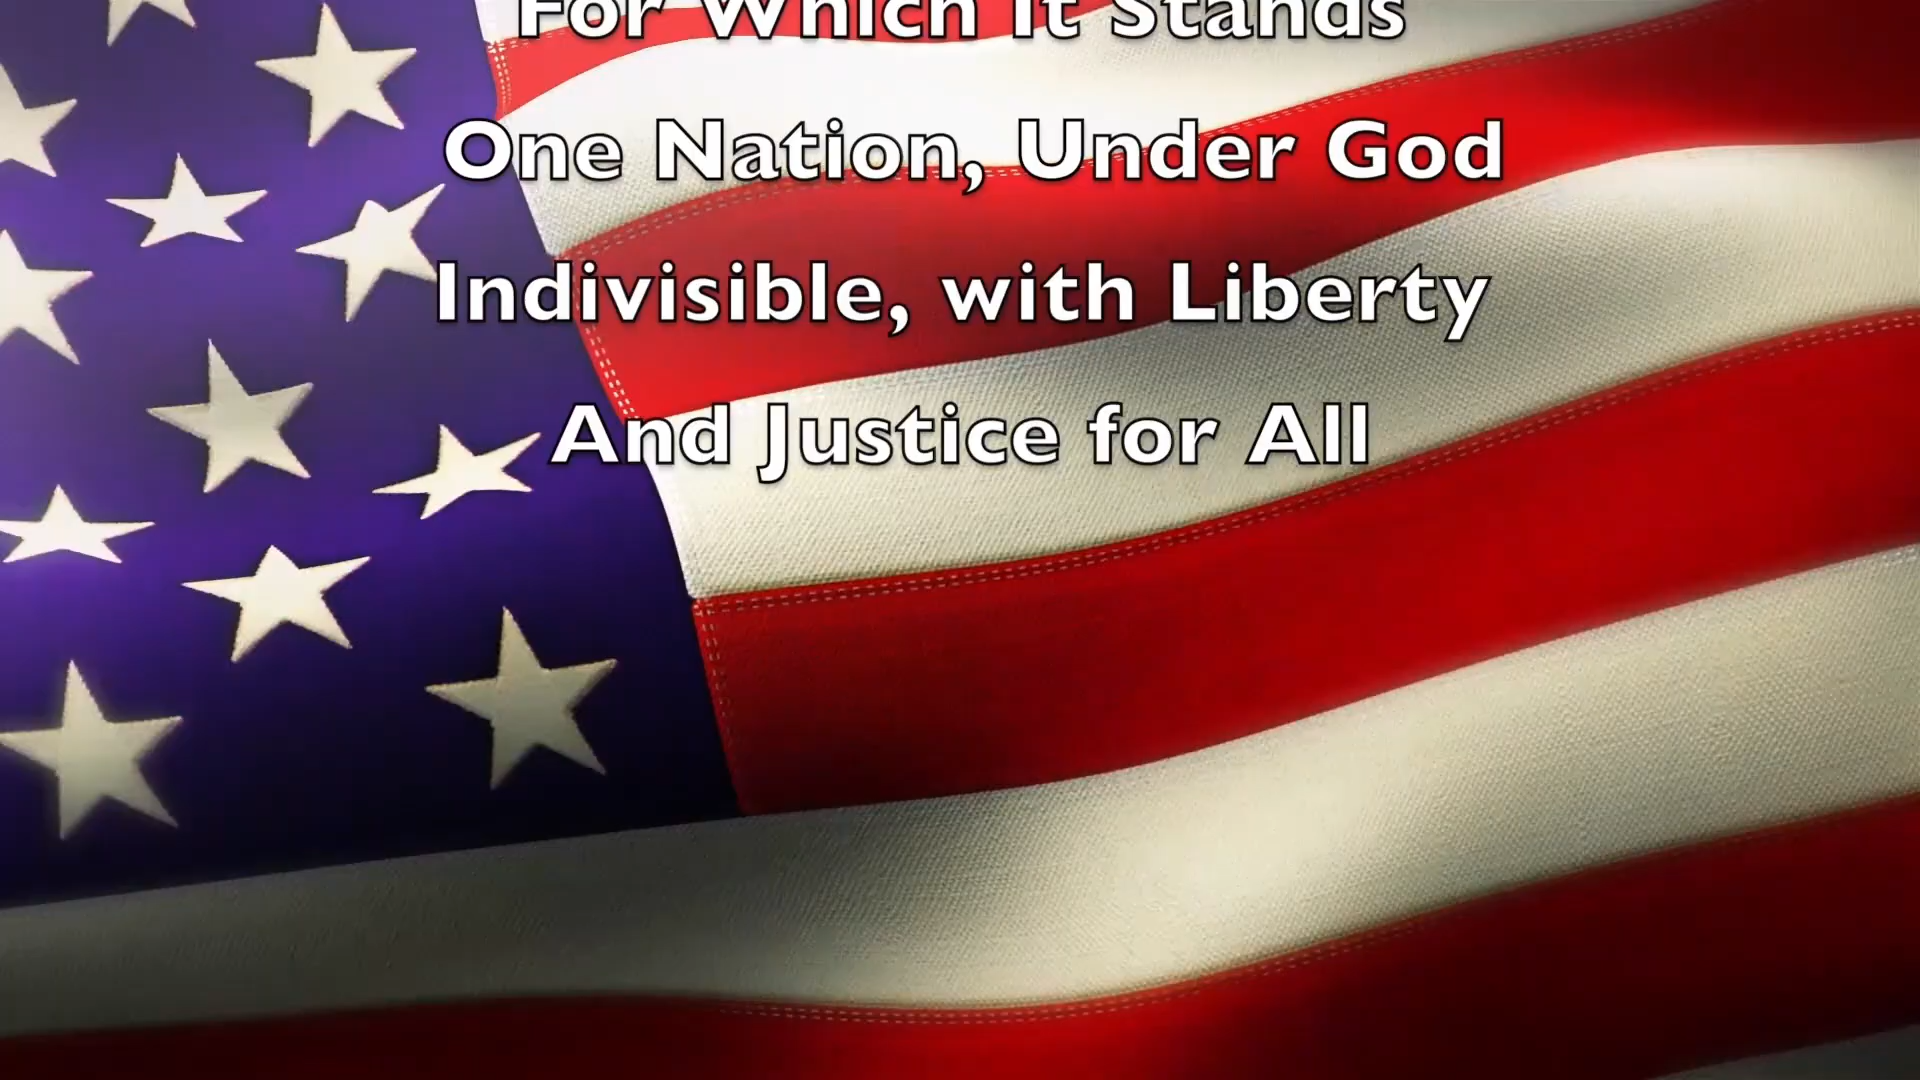 For Which It Stands
One Nation, Under God
Indivisible, with Liberty
And Justice for All